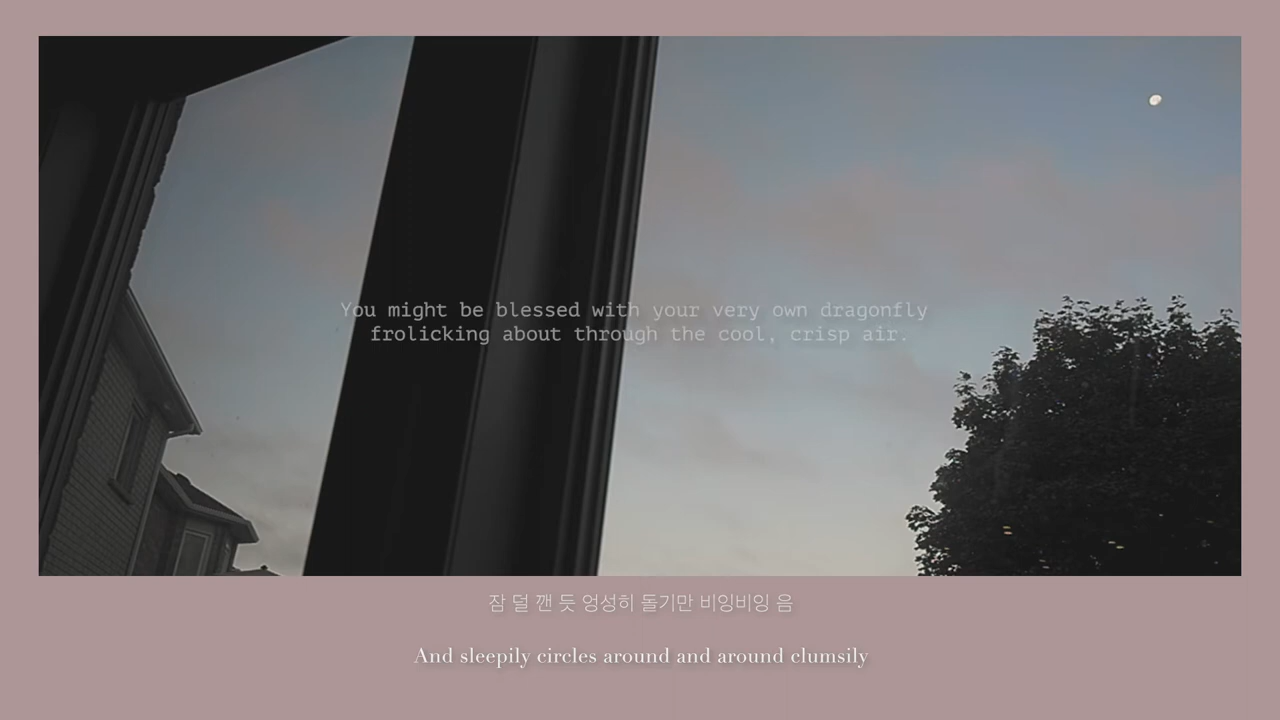 You might be blessed with your very own dragonfly
frolicking about through the cool, crisp air.
잠 덜 깬 듯 엉성히 돌기만 비잉비잉 음
And sleepily circles around and around clumsily